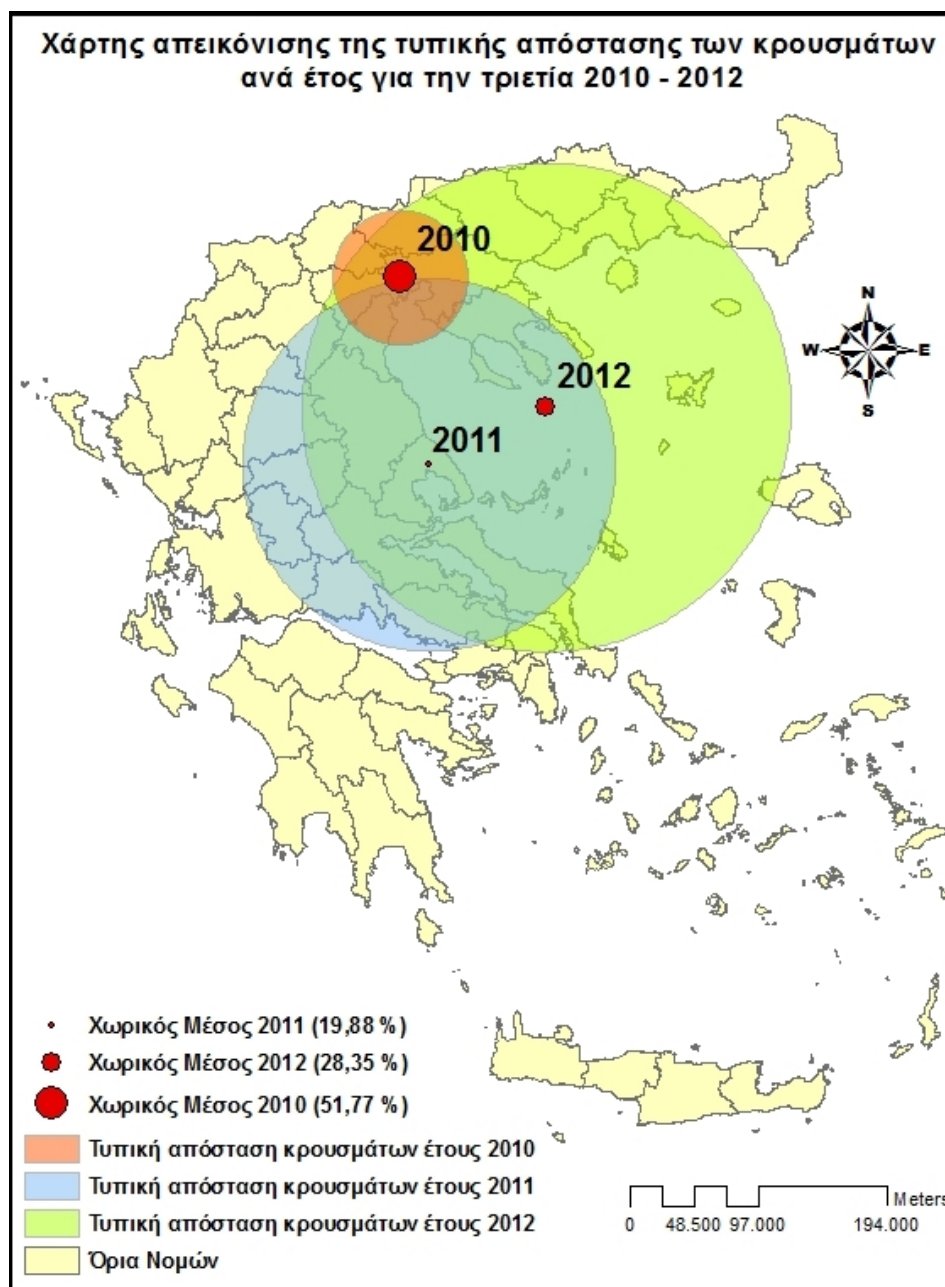 Χάρτης απεικόνισης της τυπικής απόστασης των κρουσμάτων
ανά έτος για την τριετία 2010 - 2012
2010
2012
2011
N
W
E
S
Χωρικός Μέσος 2011 (19,88 %)
Χωρικός Μέσος 2012 (28,35 %)
Χωρικός Μέσος 2010 (51,77 %)
Τυπική απόσταση κρουσμάτων έτους 2010
Τυπική απόσταση κρουσμάτων έτους 2011
Τυπική απόσταση κρουσμάτων έτους 2012
Όρια Νομών
Meters
0 48.500 97.000 194.000